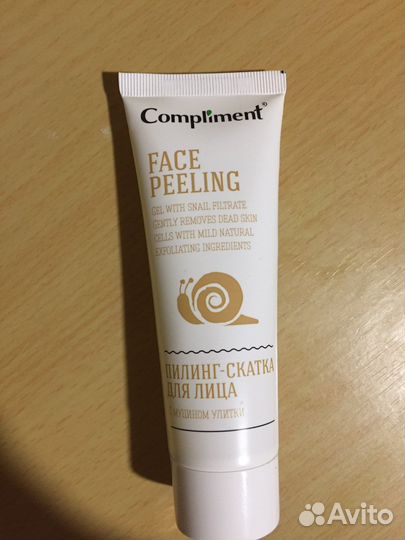 Compliment®
FACE
PEELING
GEL WITH SNAIL FILTRATE
GENTLY REMOVES DEAD SKIN
CELLS WITH MILD NATURAL
EXFOLIATING INGREDIENTS
ПИЛИНГ-СКАТКА
ДЛЯ ЛИЦА
С МУЦИНОМ УЛИТКИ
Avito